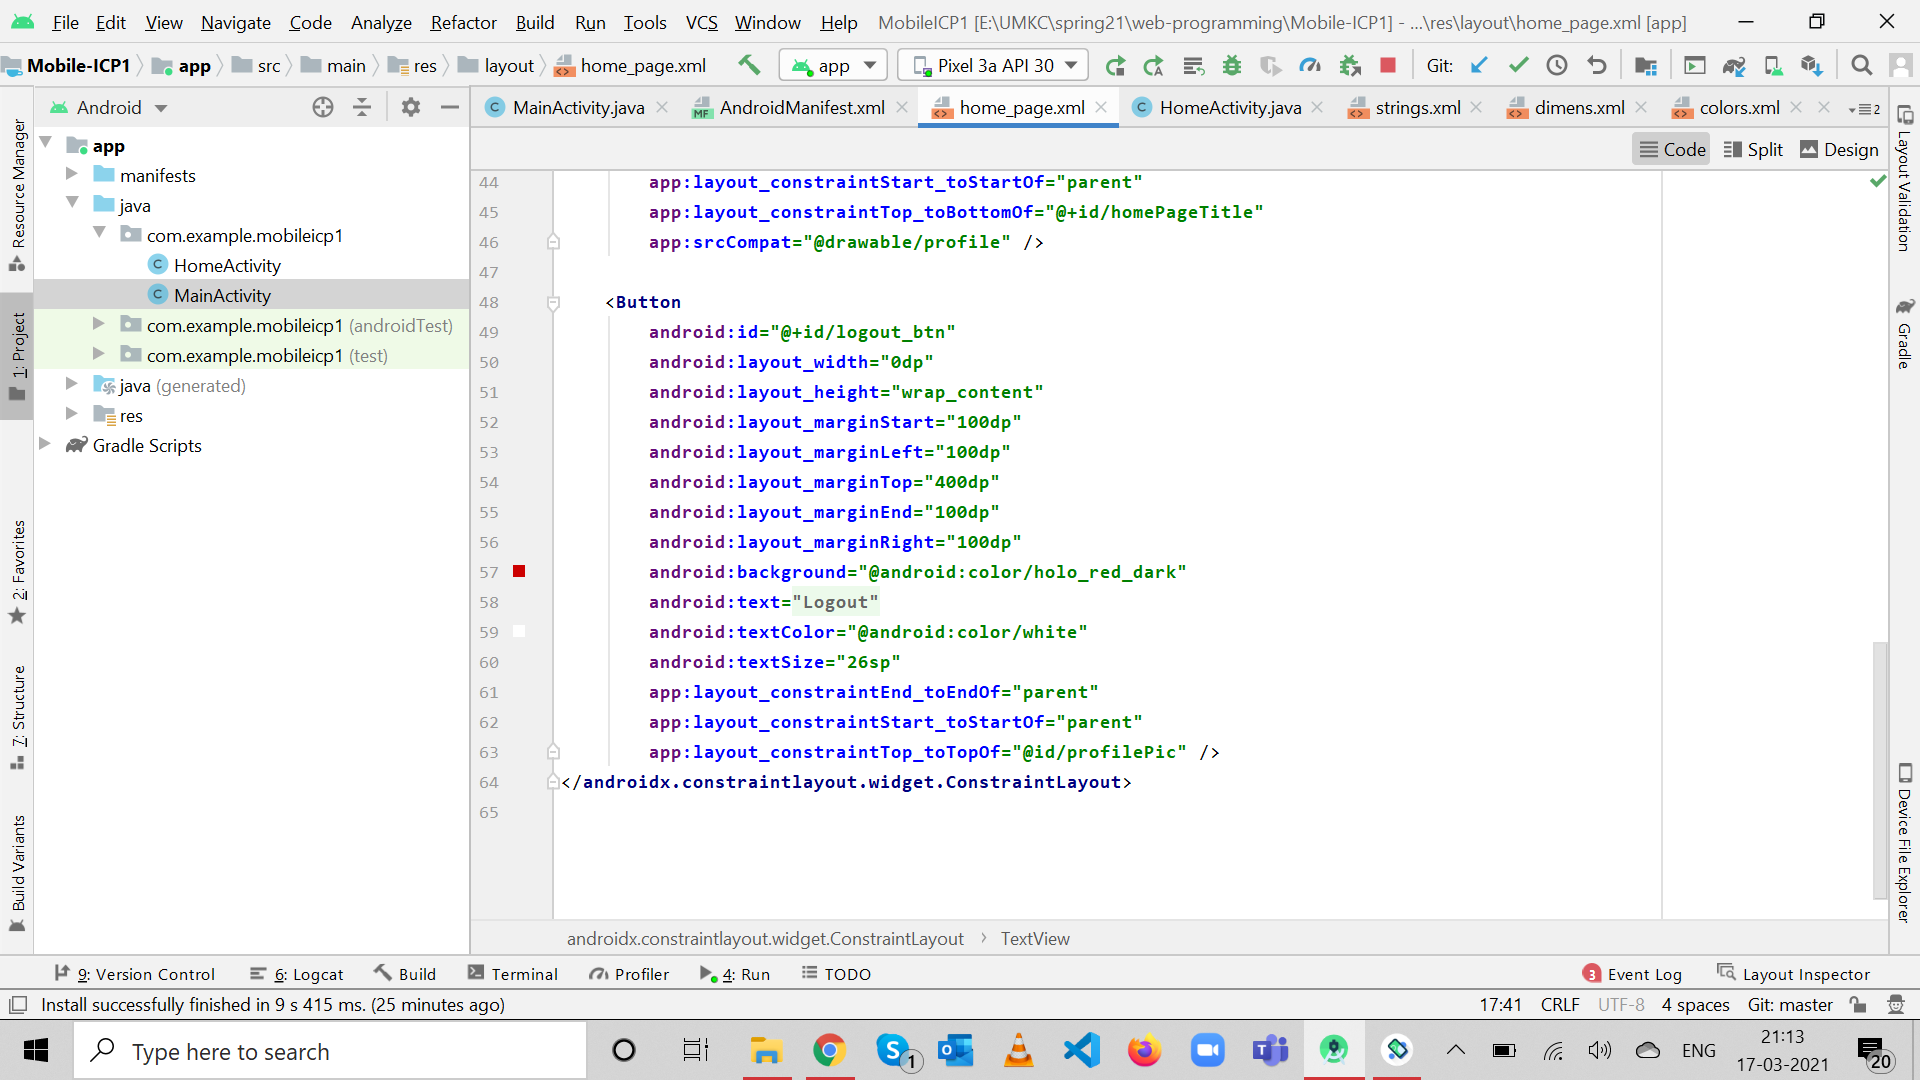 File Edit View Navigate Code Analyze Refactor Build Run Tools VCS Window Help MobileICP1 [E:\UMKC\spring21\web-programming\Mobile-ICP1] - ...\res\layout\home_page.xml [app]
Mobile-ICP1 app src main res layout home_page.xml app Pixel 3a API 30 Git:
Android MainActivity.java AndroidManifest.xml home_page.xml HomeActivity.java strings.xml dimens.xml colors.xml 2
Code Split Design
Resource Manager
1: Project
2: Favorites
7: Structure
Build Variants
app
manifests
java
com.example.mobileicp1
HomeActivity
MainActivity
com.example.mobileicp1 (androidTest)
com.example.mobileicp1 (test)
java (generated)
res
Gradle Scripts
44 app:layout_constraintStart_toStartOf="parent"
45 app:layout_constraintTop_toBottomOf="@+id/homePageTitle"
46 app:srcCompat="@drawable/profile" />
47
48 <Button
49 android:id="@+id/logout_btn"
50 android:layout_width="0dp"
51 android:layout_height="wrap_content"
52 android:layout_marginStart="100dp"
53 android:layout_marginLeft="100dp"
54 android:layout_marginTop="400dp"
55 android:layout_marginEnd="100dp"
56 android:layout_marginRight="100dp"
57 android:background="@android:color/holo_red_dark"
58 android:text="Logout"
59 android:textColor="@android:color/white"
60 android:textSize="26sp"
61 app:layout_constraintEnd_toEndOf="parent"
62 app:layout_constraintStart_toStartOf="parent"
63 app:layout_constraintTop_toTopOf="@id/profilePic" />
64 </androidx.constraintlayout.widget.ConstraintLayout>
65
androidx.constraintlayout.widget.ConstraintLayout TextView
Layout Validation
Gradle
Device File Explorer
9: Version Control 6: Logcat Build Terminal Profiler 4: Run TODO 3 Event Log Layout Inspector
Install successfully finished in 9 s 415 ms. (25 minutes ago) 17:41 CRLF UTF-8 4 spaces Git: master
Type here to search 1 ENG 21:13
17-03-2021 20